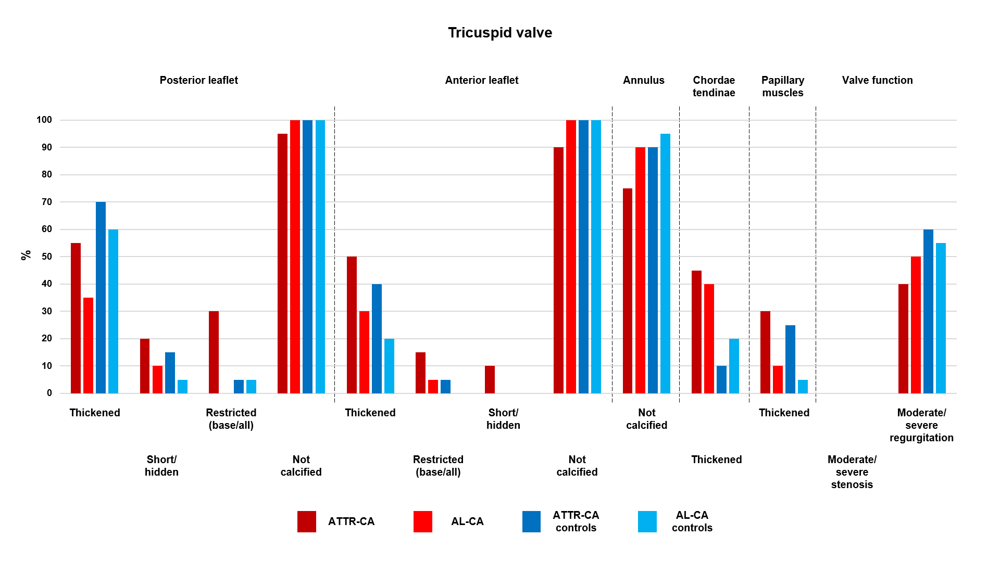 Tricuspid valve
Posterior leaflet
Anterior leaflet
Annulus
Chordae
tendinae
Papillary
muscles
Valve function
%
100
90
80
70
60
50
40
30
20
10
0
Thickened
Short/
hidden
Restricted
(base/all)
Not
calcified
Thickened
Restricted
(base/all)
Short/
hidden
Not
calcified
Not
calcified
Thickened
Thickened
Moderate/
severe
stenosis
Moderate/
severe
regurgitation
ATTR-CA
AL-CA
ATTR-CA
controls
AL-CA
controls